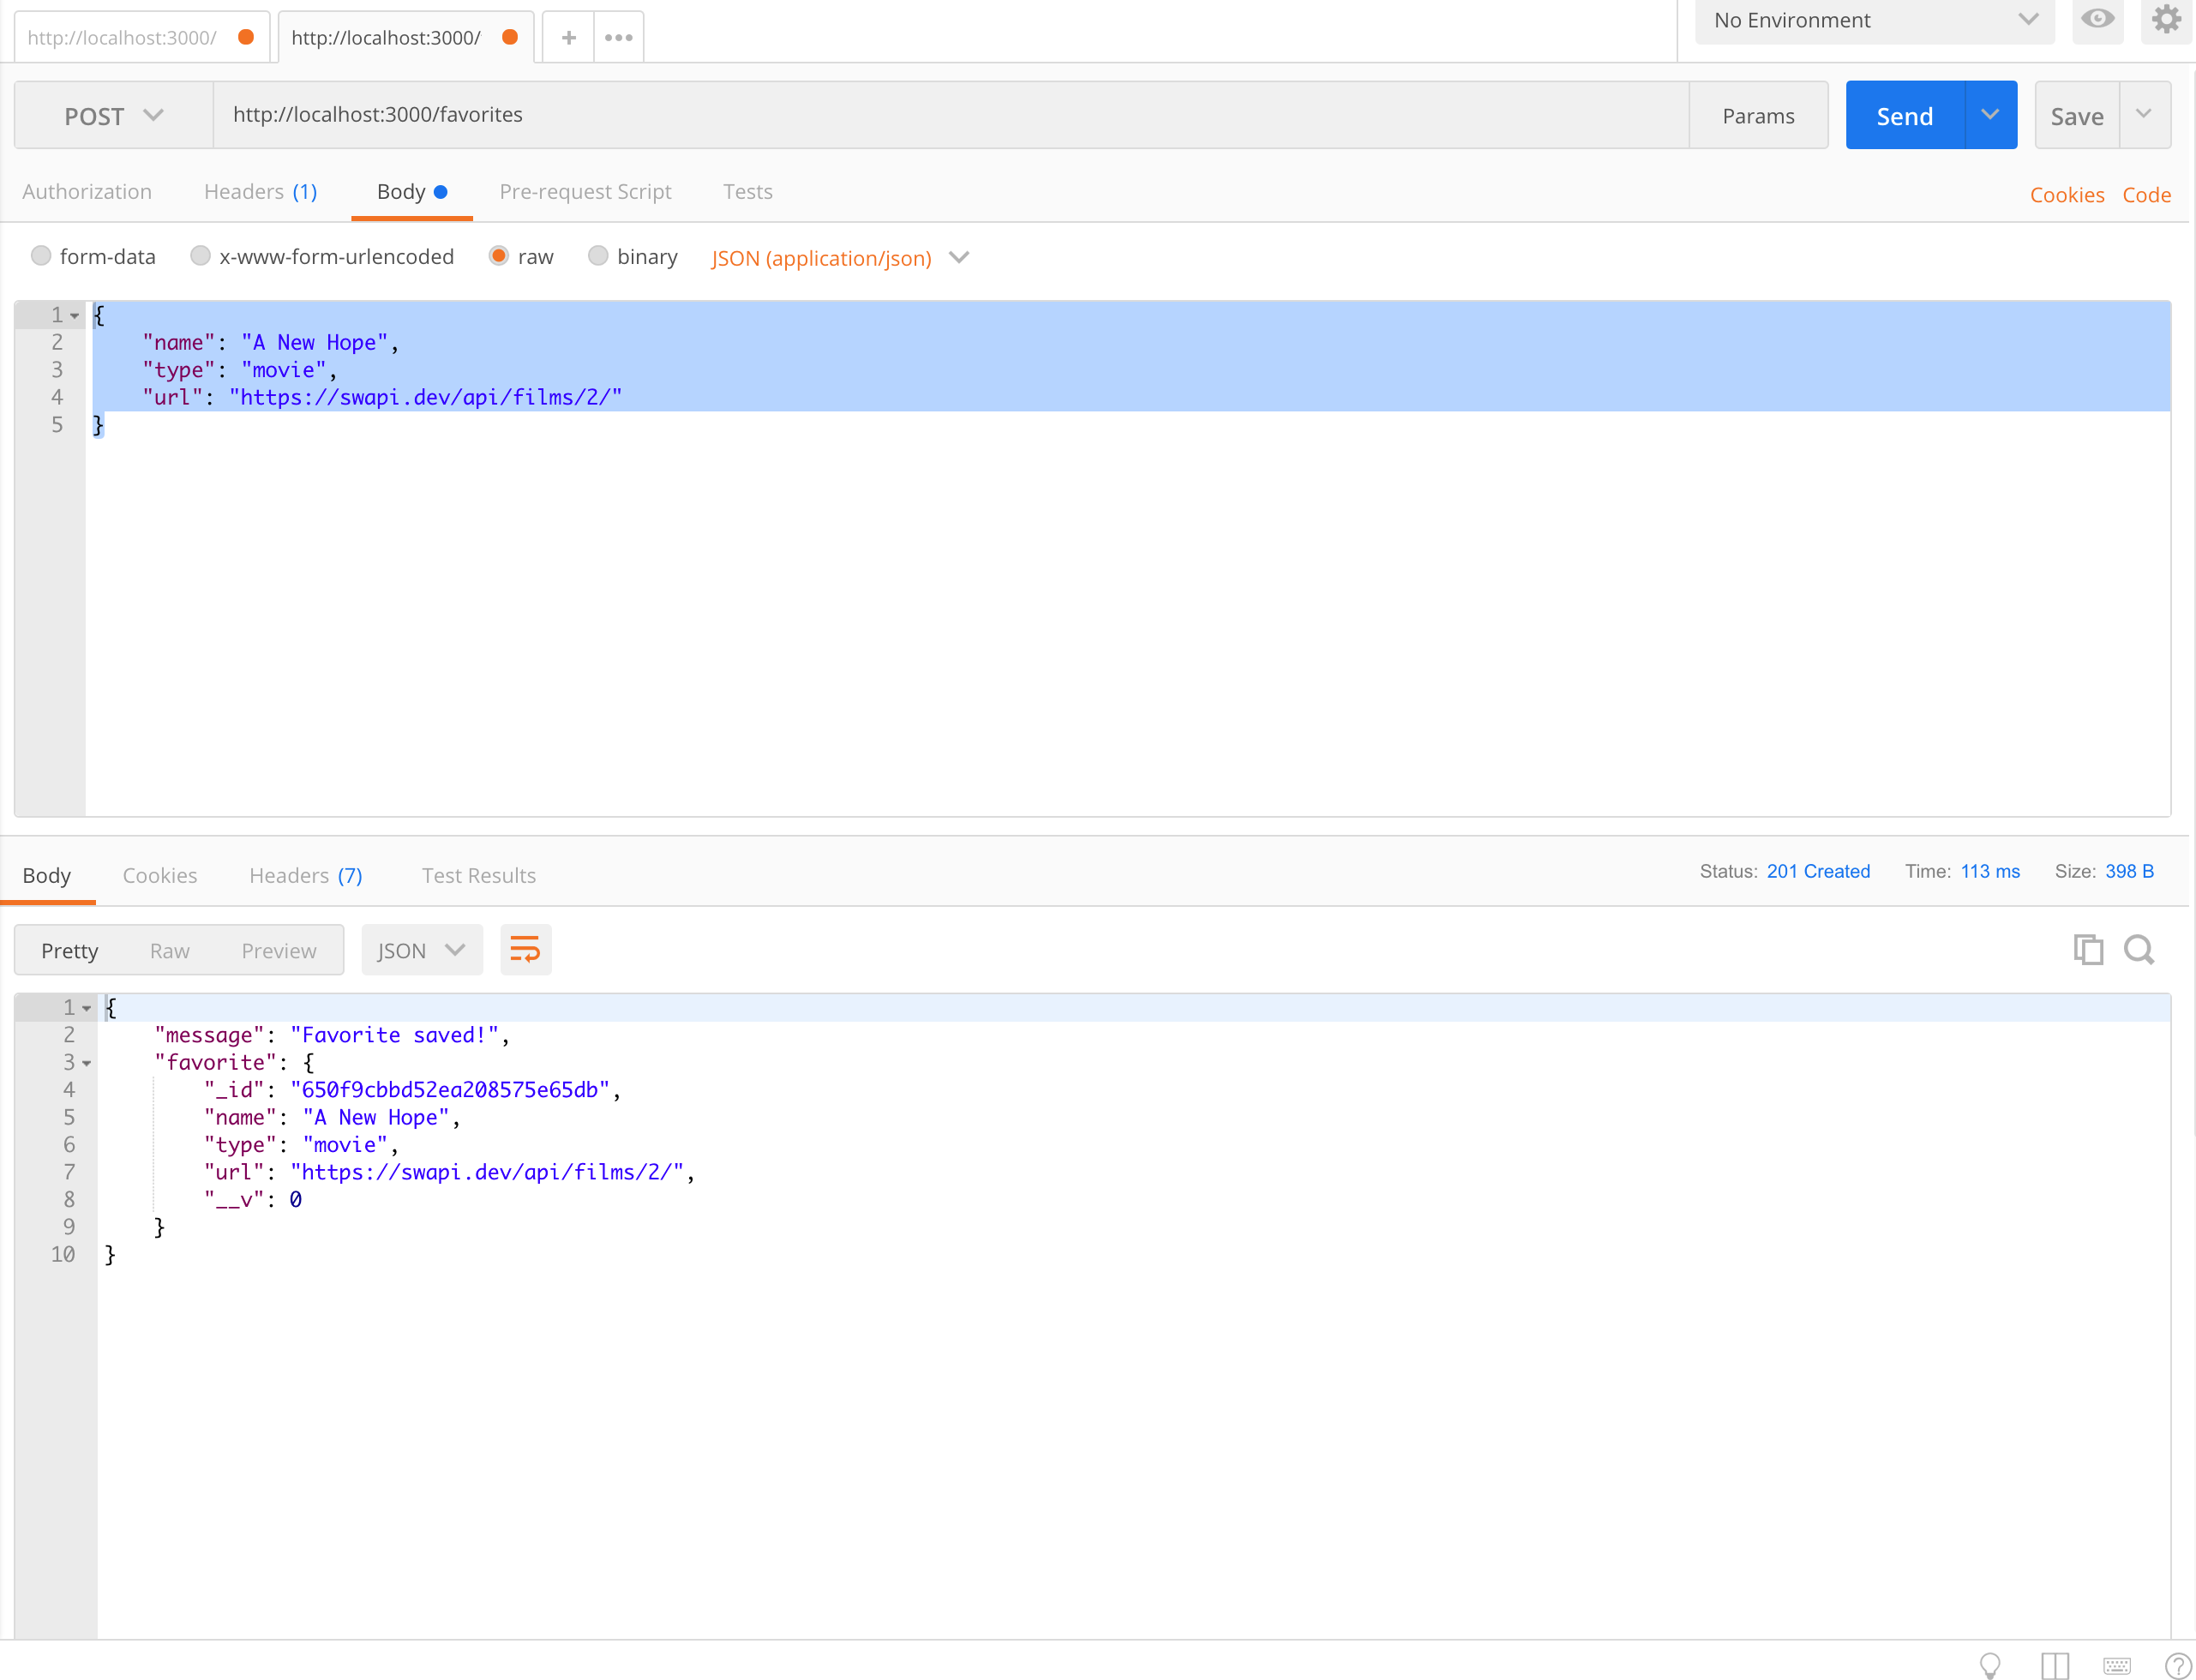 http://localhost:3000/ http://localhost:3000/ + ••• No Environment
POST http://localhost:3000/favorites Params Send Save
Authorization Headers (1) Body Pre-request Script Tests Cookies Code
form-data x-www-form-urlencoded raw binary JSON (application/json)
1 {
2 "name": "A New Hope",
3 "type": "movie",
4 "url": "https://swapi.dev/api/films/2/"
5 }
Body Cookies Headers (7) Test Results Status: 201 Created Time: 113 ms Size: 398 B
Pretty Raw Preview JSON
1 {
2 "message": "Favorite saved!",
3 "favorite": {
4 "_id": "650f9cbbd52ea208575e65db",
5 "name": "A New Hope",
6 "type": "movie",
7 "url": "https://swapi.dev/api/films/2/",
8 "__v": 0
9 }
10 }